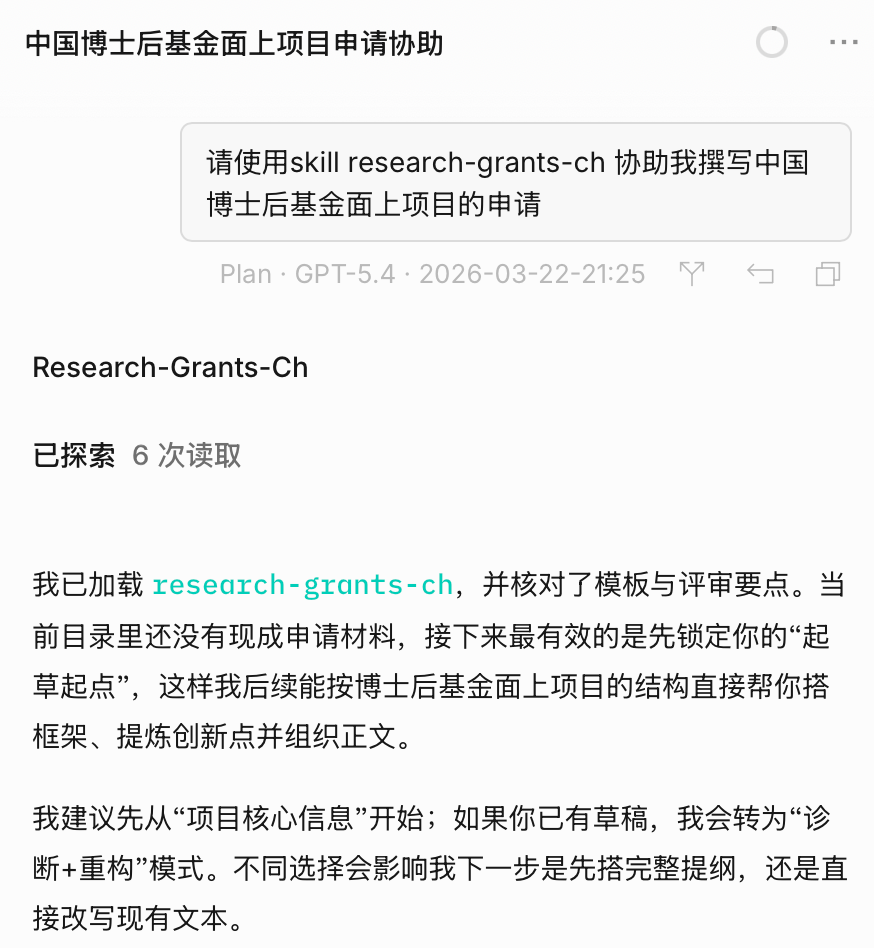 中国博士后基金面上项目申请协助
请使用skill research-grants-ch 协助我撰写中国
博士后基金面上项目的申请
Plan · GPT-5.4 · 2026-03-22-21:25
Research-Grants-Ch
已探索 6 次读取
我已加载 research-grants-ch，并核对了模板与评审要点。当
前目录里还没有现成申请材料，接下来最有效的是先锁定你的“起
草起点”，这样我后续能按博士后基金面上项目的结构直接帮你搭
框架、提炼创新点并组织正文。
我建议先从“项目核心信息”开始；如果你已有草稿，我会转为“诊
断+重构”模式。不同选择会影响我下一步是先搭完整提纲，还是直
接改写现有文本。